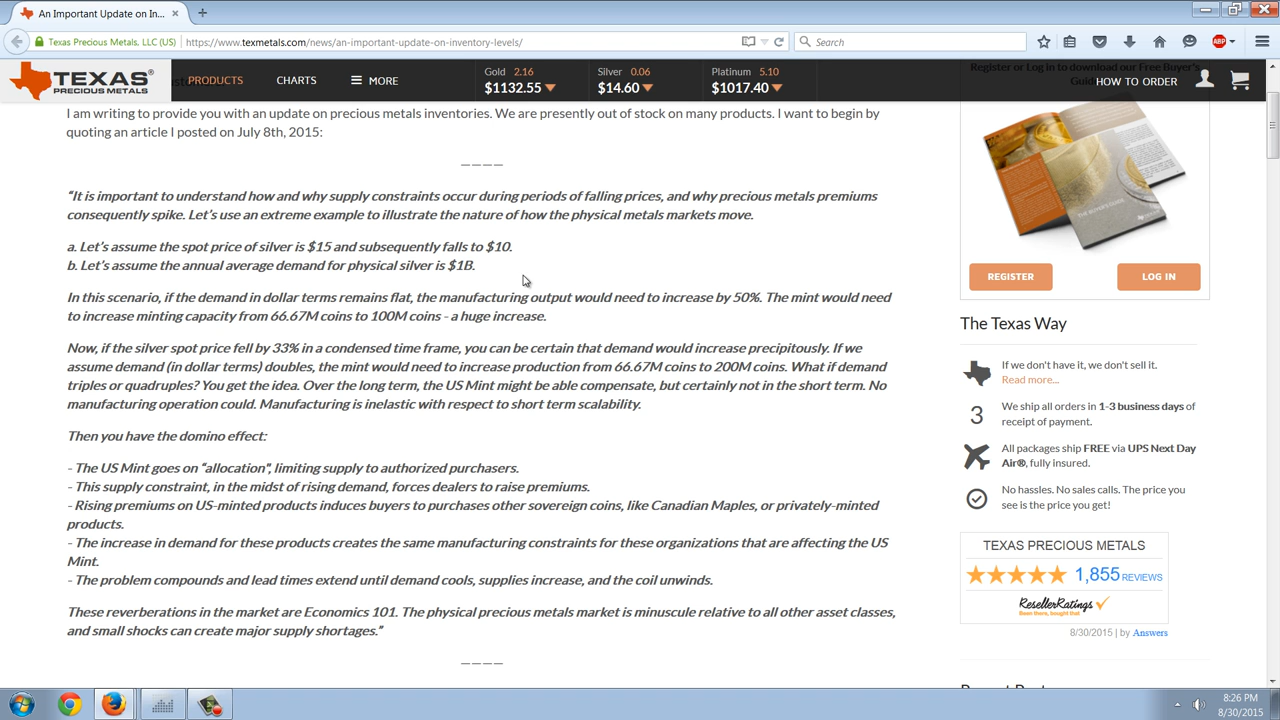 An Important Update on In...
Texas Precious Metals, LLC (US)
https://www.texmetals.com/news/an-important-update-on-inventory-levels/
Search
ABP
TEXAS
PRECIOUS METALS
PRODUCTS
CHARTS
MORE
Gold 2.16
$1132.55
Silver 0.06
$14.60
Platinum 5.10
$1017.40
HOW TO ORDER
Register or Log in to download our Free Buyer's
I am writing to provide you with an update on precious metals inventories. We are presently out of stock on many products. I want to begin by
quoting an article I posted on July 8th, 2015:
————
“It is important to understand how and why supply constraints occur during periods of falling prices, and why precious metals premiums
consequently spike. Let’s use an extreme example to illustrate the nature of how the physical metals markets move.
a. Let’s assume the spot price of silver is $15 and subsequently falls to $10.
b. Let’s assume the annual average demand for physical silver is $1B.
In this scenario, if the demand in dollar terms remains flat, the manufacturing output would need to increase by 50%. The mint would need
to increase minting capacity from 66.67M coins to 100M coins - a huge increase.
Now, if the silver spot price fell by 33% in a condensed time frame, you can be certain that demand would increase precipitously. If we
assume demand (in dollar terms) doubles, the mint would need to increase production from 66.67M coins to 200M coins. What if demand
triples or quadruples? You get the idea. Over the long term, the US Mint might be able compensate, but certainly not in the short term. No
manufacturing operation could. Manufacturing is inelastic with respect to short term scalability.
Then you have the domino effect:
- The US Mint goes on “allocation”, limiting supply to authorized purchasers.
- This supply constraint, in the midst of rising demand, forces dealers to raise premiums.
- Rising premiums on US-minted products induces buyers to purchases other sovereign coins, like Canadian Maples, or privately-minted
products.
- The increase in demand for these products creates the same manufacturing constraints for these organizations that are affecting the US
Mint.
- The problem compounds and lead times extend until demand cools, supplies increase, and the coil unwinds.
These reverberations in the market are Economics 101. The physical precious metals market is minuscule relative to all other asset classes,
and small shocks can create major supply shortages.”
————
REGISTER
LOG IN
The Texas Way
If we don't have it, we don't sell it.
Read more...
3
We ship all orders in 1-3 business days of
receipt of payment.
All packages ship FREE via UPS Next Day
Air®, fully insured.
No hassles. No sales calls. The price you
see is the price you get!
TEXAS PRECIOUS METALS
1,855 REVIEWS
ResellerRatings
8/30/2015 | by Answers
8:26 PM
8/30/2015